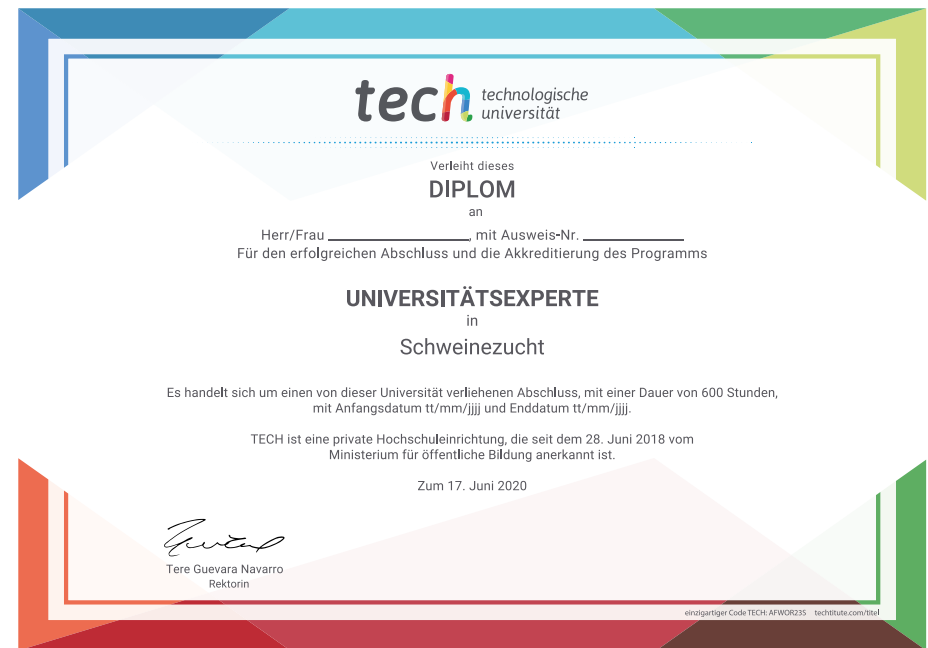 tech technologische
universität
Verleiht dieses
DIPLOM
an
Herr/Frau , mit Ausweis-Nr.
Für den erfolgreichen Abschluss und die Akkreditierung des Programms
UNIVERSITÄTSEXPERTE
in
Schweinezucht
Es handelt sich um einen von dieser Universität verliehenen Abschluss, mit einer Dauer von 600 Stunden,
mit Anfangsdatum tt/mm/jjjj und Enddatum tt/mm/jjjj.
TECH ist eine private Hochschuleinrichtung, die seit dem 28. Juni 2018 vom
Ministerium für öffentliche Bildung anerkannt ist.
Zum 17. Juni 2020
Tere Guevara Navarro
Rektorin
einzigartiger Code TECH: AFWOR23S techtitute.com/titel